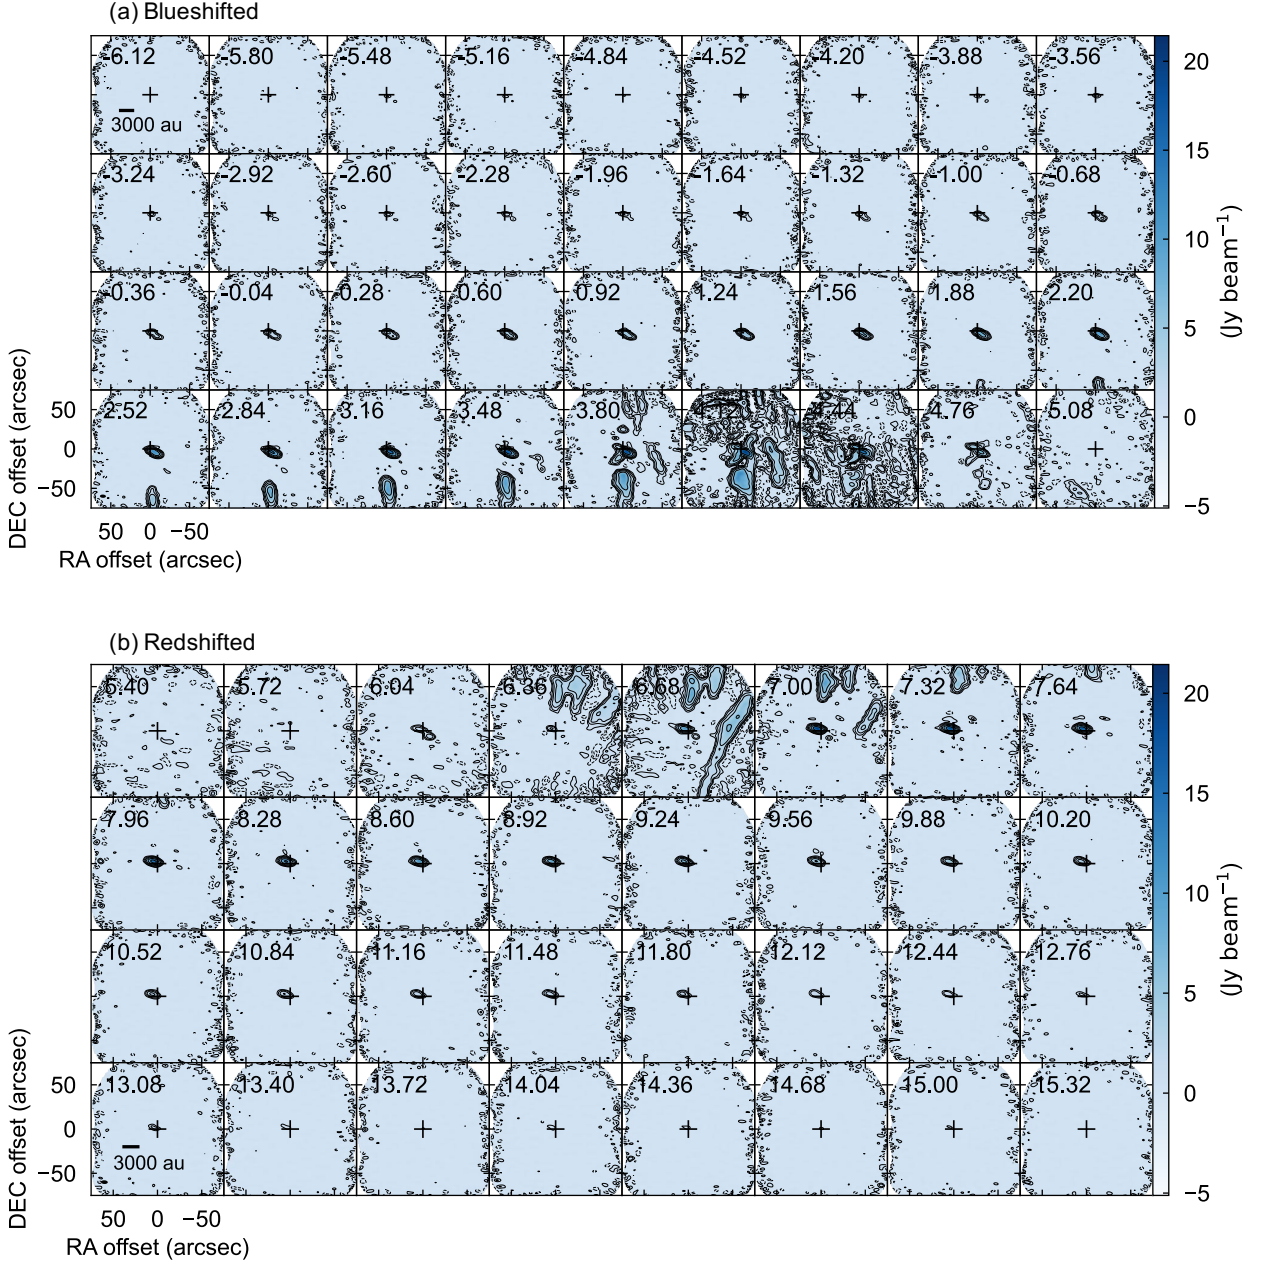 (a) Blueshifted
-6.12 -5.80 -5.48 -5.16 -4.84 -4.52 -4.20 -3.88 -3.56
3000 au
-3.24 -2.92 -2.60 -2.28 -1.96 -1.64 -1.32 -1.00 -0.68
-0.36 -0.04 0.28 0.60 0.92 1.24 1.56 1.88 2.20
2.52 2.84 3.16 3.48 3.80 4.12 4.44 4.76 5.08
50
0
−50
DEC offset (arcsec)
50 0 −50
RA offset (arcsec)
20
15
10
5
0
−5
(Jy beam⁻¹)
(b) Redshifted
5.40 5.72 6.04 6.36 6.68 7.00 7.32 7.64
7.96 8.28 8.60 8.92 9.24 9.56 9.88 10.20
10.52 10.84 11.16 11.48 11.80 12.12 12.44 12.76
13.08 13.40 13.72 14.04 14.36 14.68 15.00 15.32
3000 au
50
0
−50
DEC offset (arcsec)
50 0 −50
RA offset (arcsec)
20
15
10
5
0
−5
(Jy beam⁻¹)